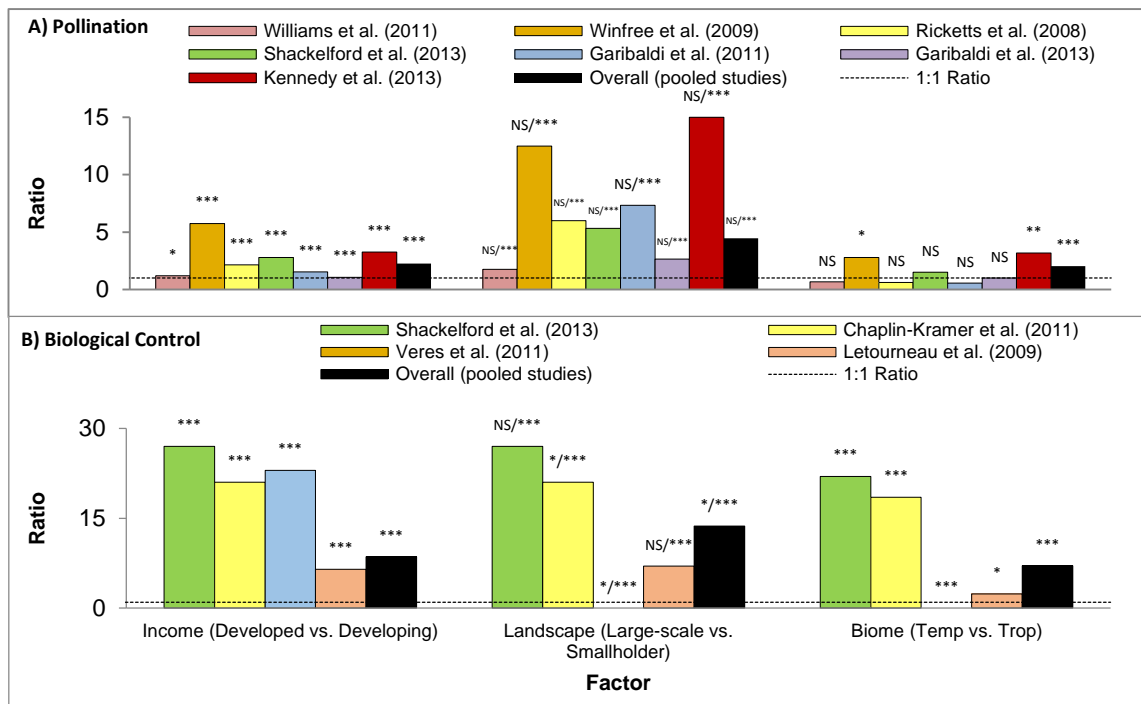 A) Pollination
Williams et al. (2011) Winfree et al. (2009) Ricketts et al. (2008)
Shackelford et al. (2013) Garibaldi et al. (2011) Garibaldi et al. (2013)
Kennedy et al. (2013) Overall (pooled studies) 1:1 Ratio
Ratio
15
10
5
0
* *** *** *** *** *** *** ***
NS/*** NS/*** NS/*** NS/*** NS/*** NS/*** NS/*** NS/***
NS * NS NS NS NS ** ***
B) Biological Control
Shackelford et al. (2013) Chaplin-Kramer et al. (2011)
Veres et al. (2011) Letourneau et al. (2009)
Overall (pooled studies) 1:1 Ratio
Ratio
30
15
0
*** *** *** *** ***
NS/*** */*** */*** NS/*** */***
*** *** *** * ***
Income (Developed vs. Developing) Landscape (Large-scale vs. Biome (Temp vs. Trop)
Smallholder)
Factor